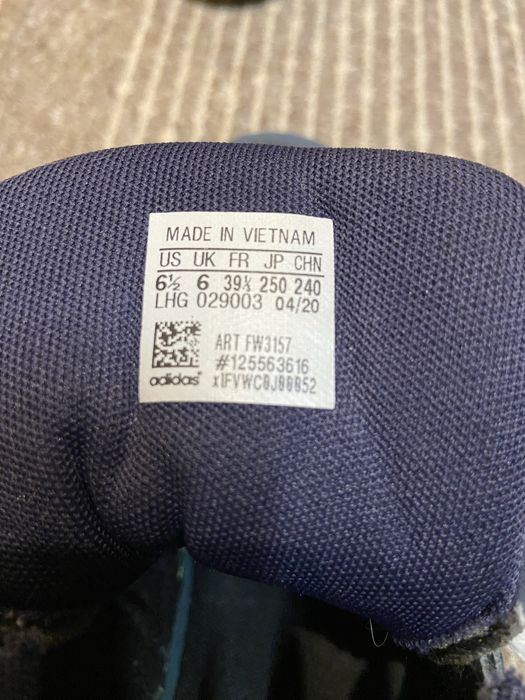 MADE IN VIETNAM
US UK FR JP CHN
6½ 6 39⅓ 250 240
LHG 029003 04/20
ART FW3157
#125563616
adidas